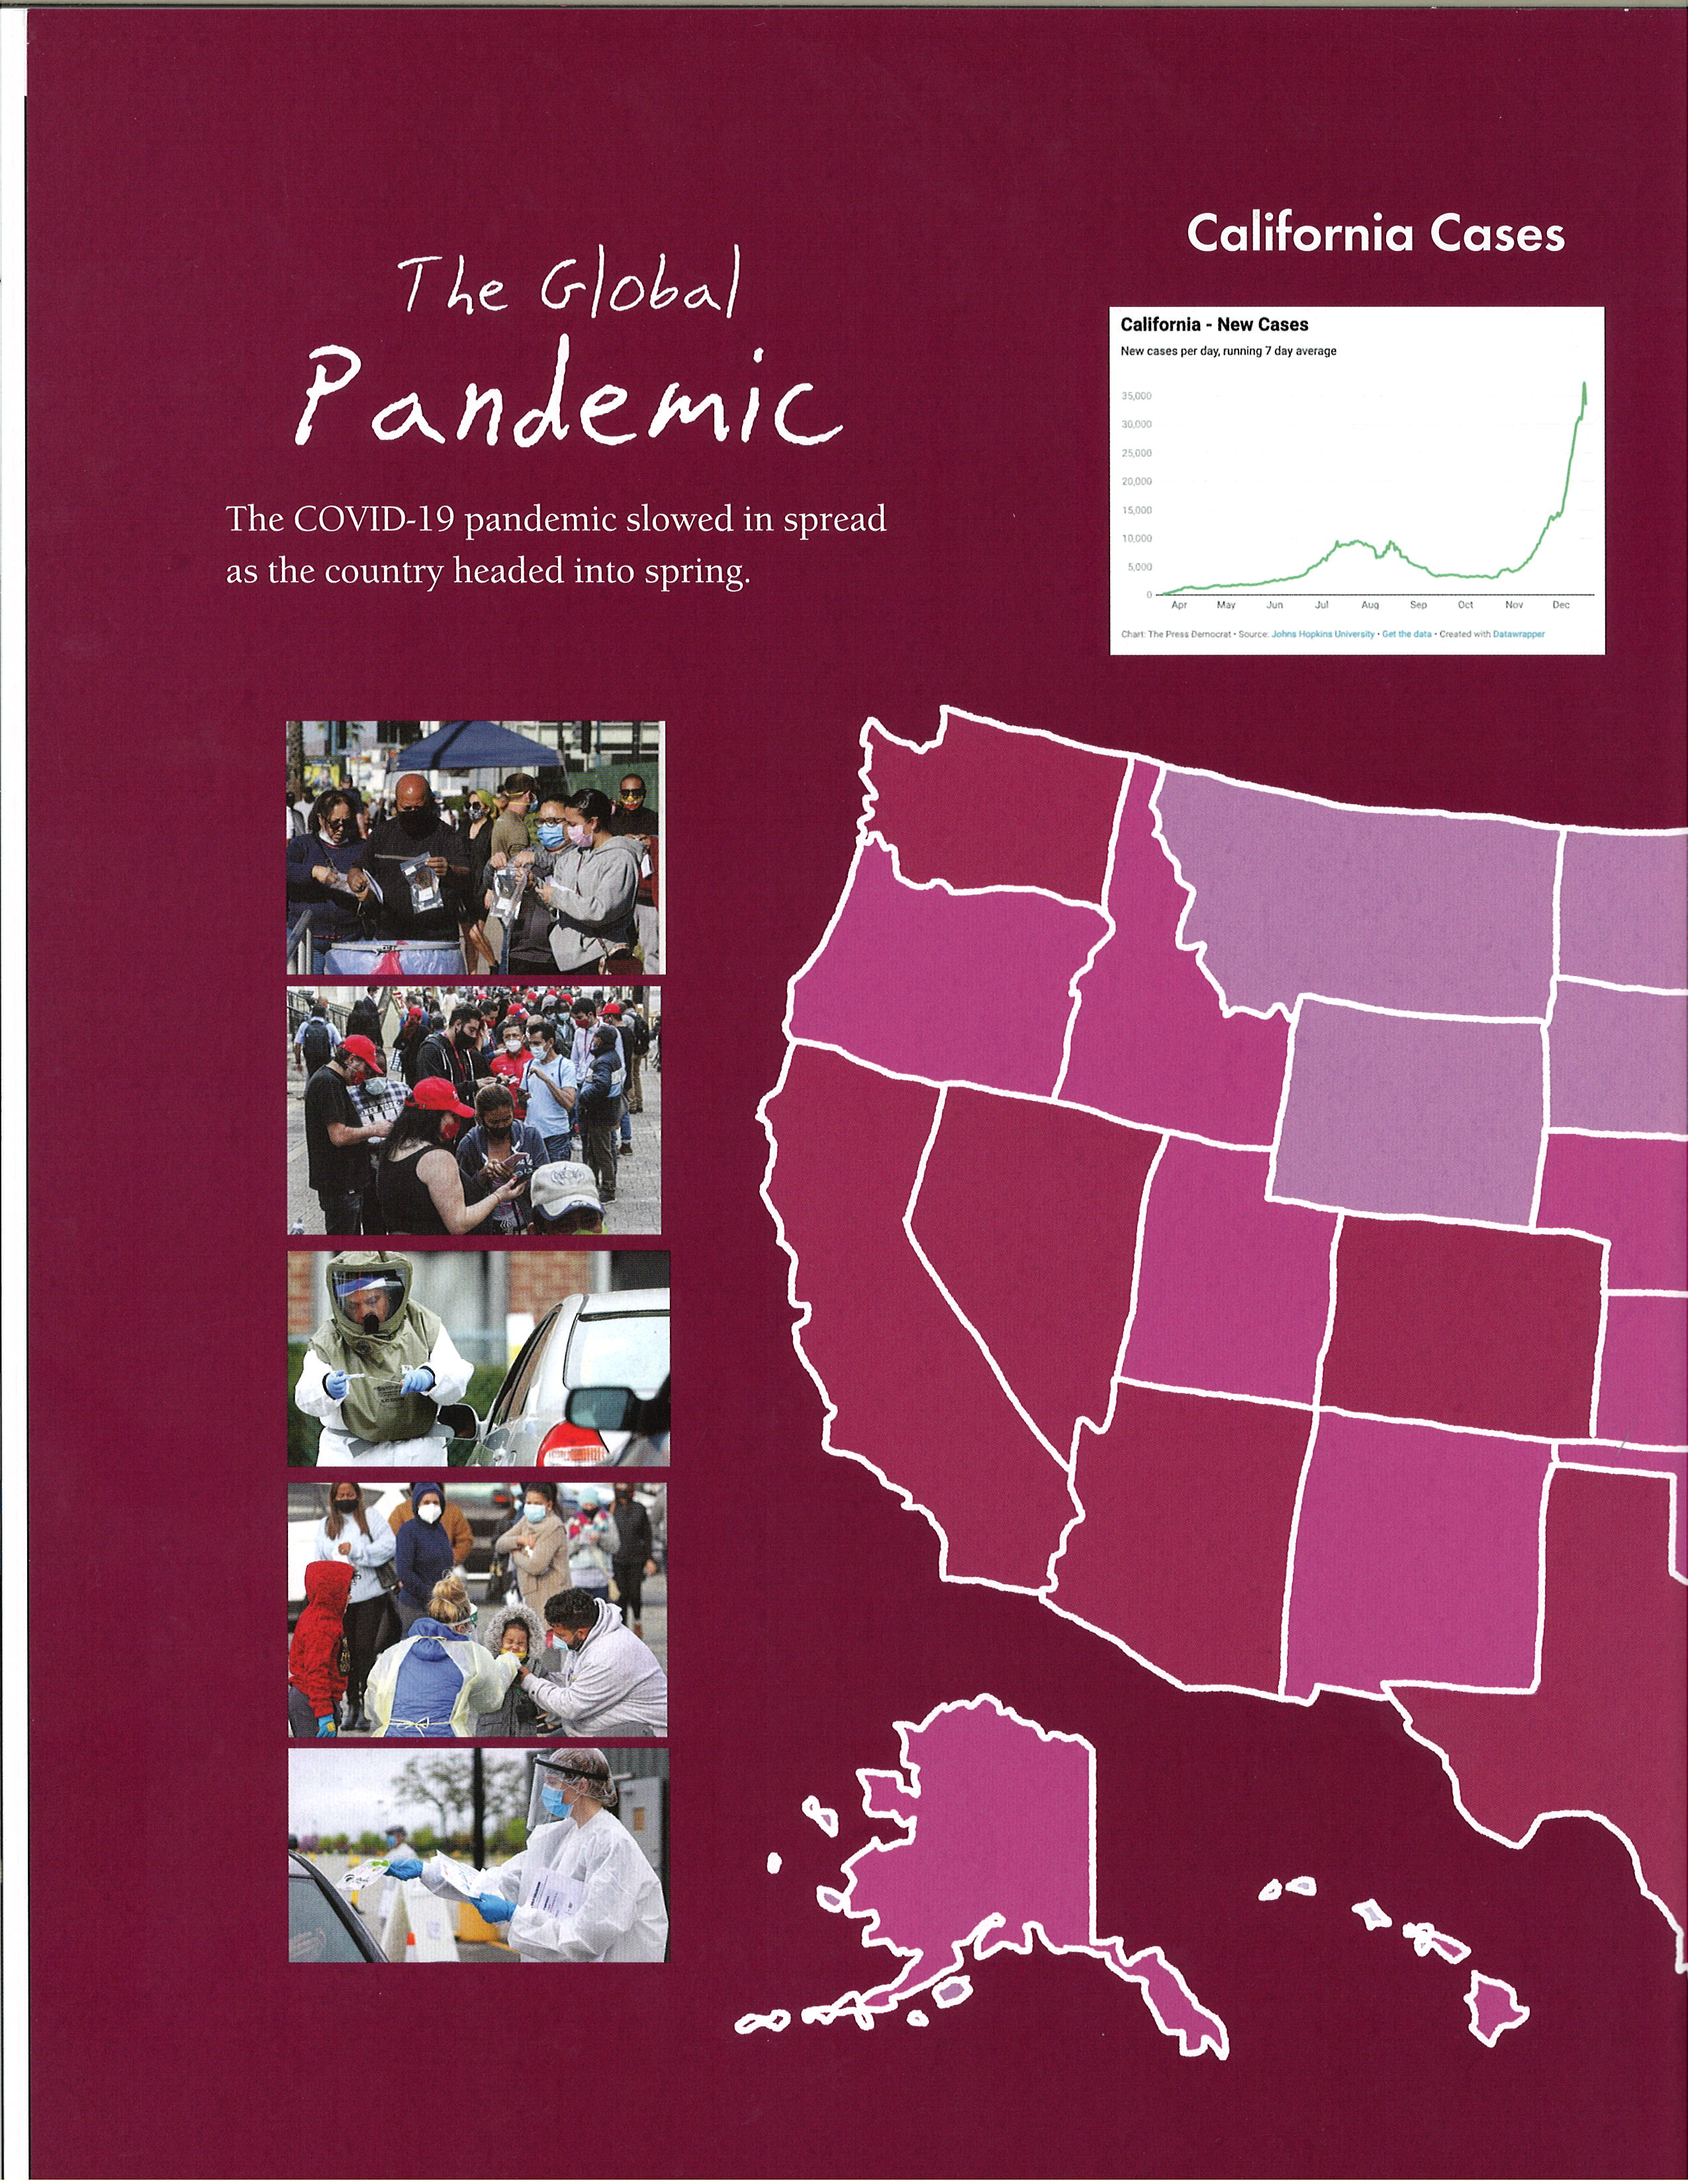 The Global
Pandemic
The COVID-19 pandemic slowed in spread
as the country headed into spring.
California Cases
California - New Cases
New cases per day, running 7 day average
35,000
30,000
25,000
20,000
15,000
10,000
5,000
0
Apr May Jun Jul Aug Sep Oct Nov Dec
Chart: The Press Democrat • Source: Johns Hopkins University • Get the data • Created with Datawrapper
NEW YORK